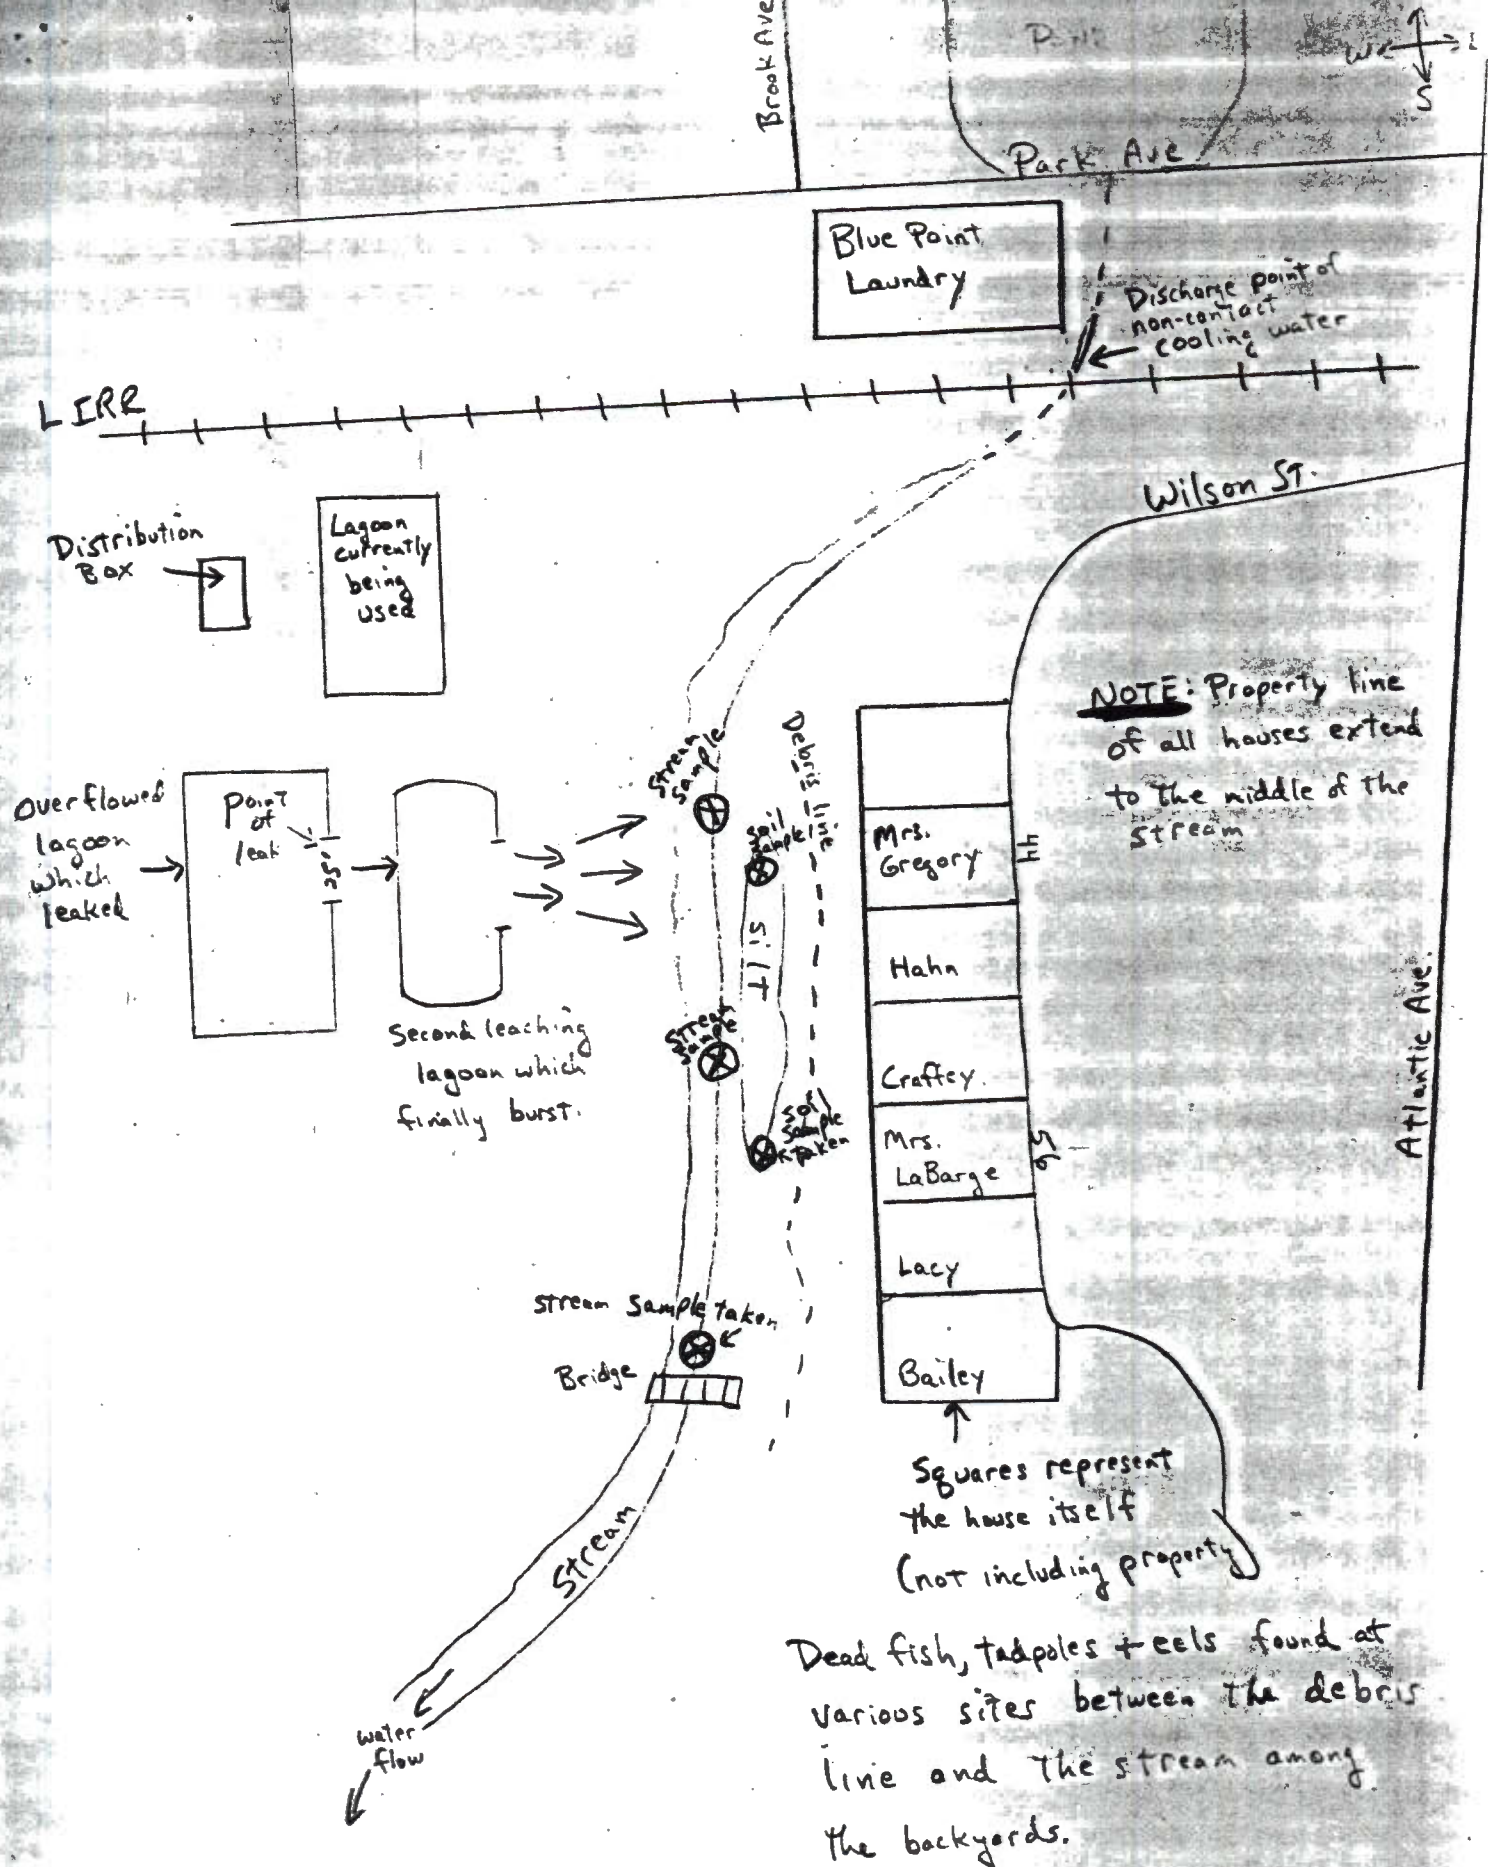 Brook Ave
W
S
Park Ave
Blue Point
Laundry
Discharge point of
non-contact
cooling water
LIRR
Wilson ST.
Distribution
Box
Lagoon
currently
being
used
NOTE: Property line
of all houses extend
to the middle of the
stream
Overflowed
lagoon
which
leaked
Point
of
leak
25'
Stream
sample
soil
sample
Debris line
silt
Mrs.
Gregory
44
Hahn
Craffey
Mrs.
LaBarge
56
Lacy
Bailey
Atlantic Ave.
Second leaching
lagoon which
finally burst.
Stream
sample
soil
sample
taken
stream sample taken
Bridge
Squares represent
the house itself
(not including property)
Stream
water
flow
Dead fish, tadpoles + eels found at
various sites between the debris
line and the stream among
the backyards.